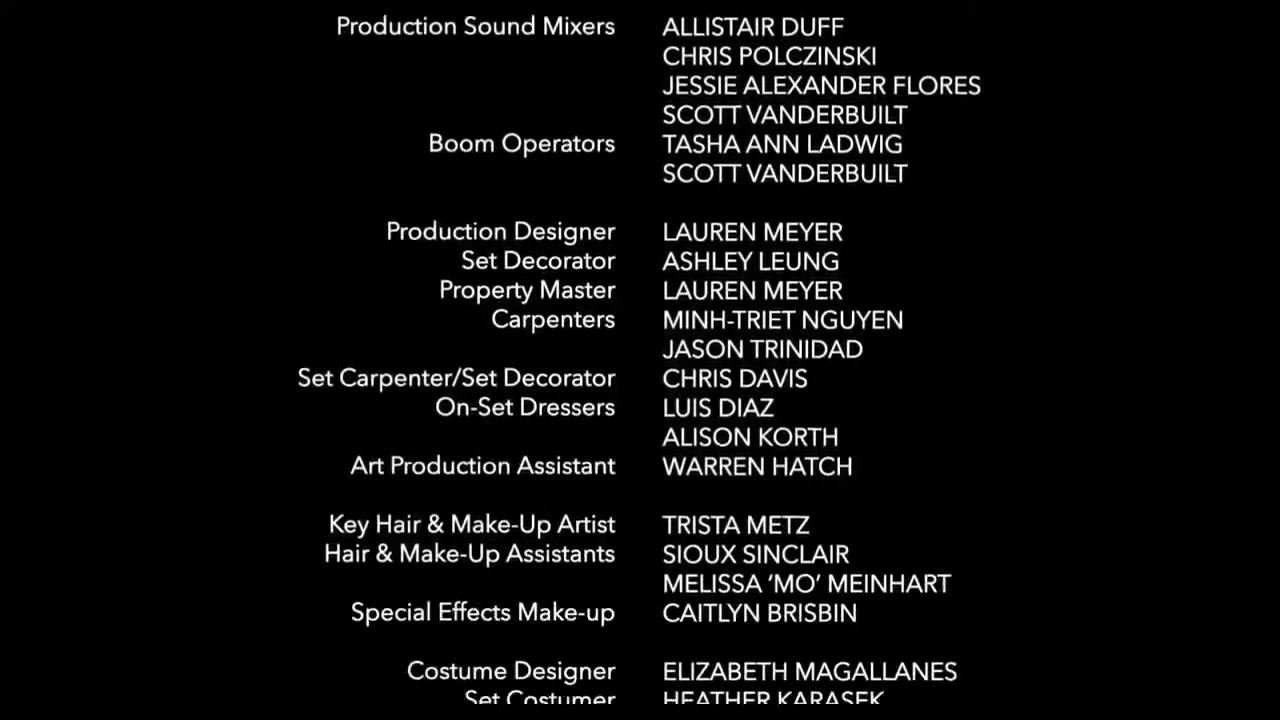 Production Sound Mixers ALLISTAIR DUFF
CHRIS POLCZINSKI
JESSIE ALEXANDER FLORES
SCOTT VANDERBUILT
Boom Operators TASHA ANN LADWIG
SCOTT VANDERBUILT
Production Designer LAUREN MEYER
Set Decorator ASHLEY LEUNG
Property Master LAUREN MEYER
Carpenters MINH-TRIET NGUYEN
JASON TRINIDAD
Set Carpenter/Set Decorator CHRIS DAVIS
On-Set Dressers LUIS DIAZ
ALISON KORTH
Art Production Assistant WARREN HATCH
Key Hair & Make-Up Artist TRISTA METZ
Hair & Make-Up Assistants SIOUX SINCLAIR
MELISSA ‘MO’ MEINHART
Special Effects Make-up CAITLYN BRISBIN
Costume Designer ELIZABETH MAGALLANES
Set Costumer HEATHER KARASEK